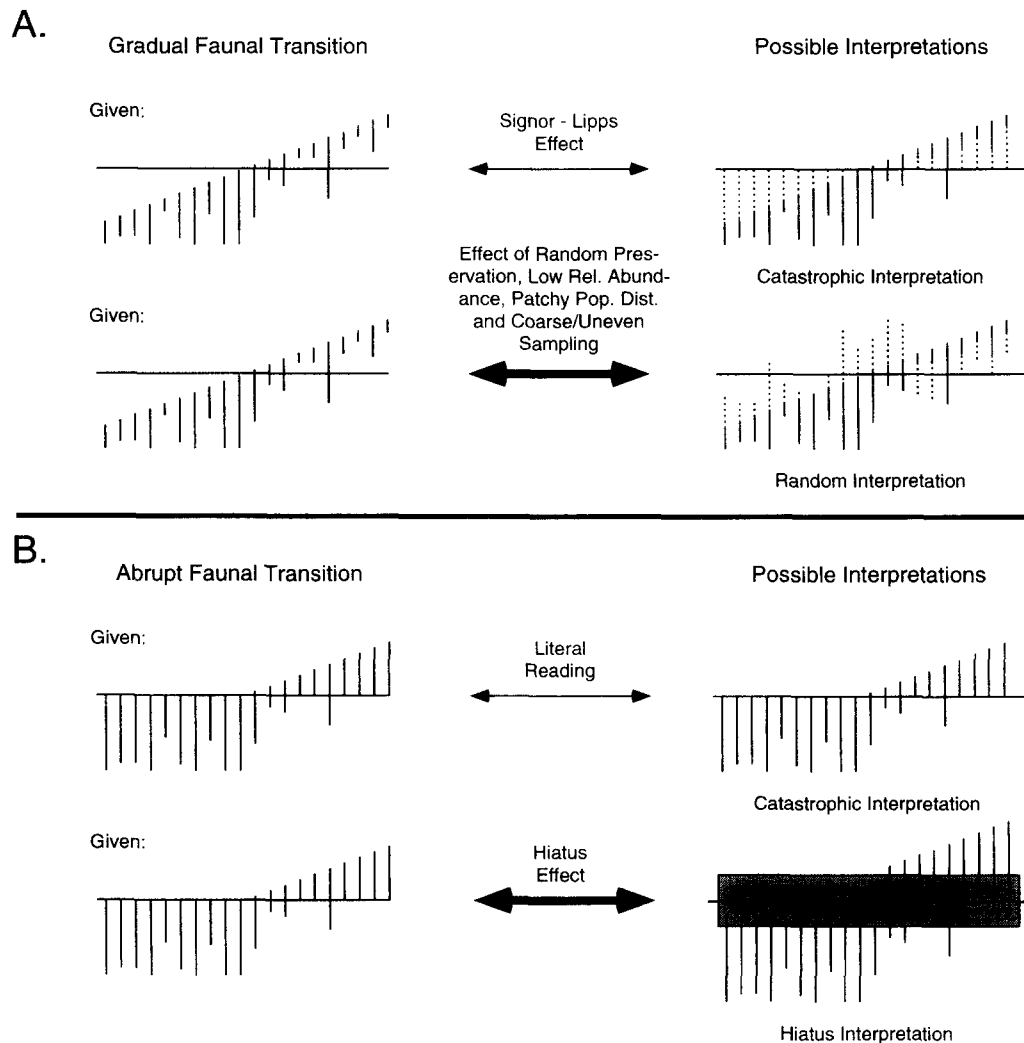 A.
Gradual Faunal Transition
Possible Interpretations
Given:
Signor - Lipps
Effect
Catastrophic Interpretation
Given:
Effect of Random Pres-
ervation, Low Rel. Abund-
ance, Patchy Pop. Dist.
and Coarse/Uneven
Sampling
Random Interpretation
B.
Abrupt Faunal Transition
Possible Interpretations
Given:
Literal
Reading
Catastrophic Interpretation
Given:
Hiatus
Effect
Hiatus Interpretation